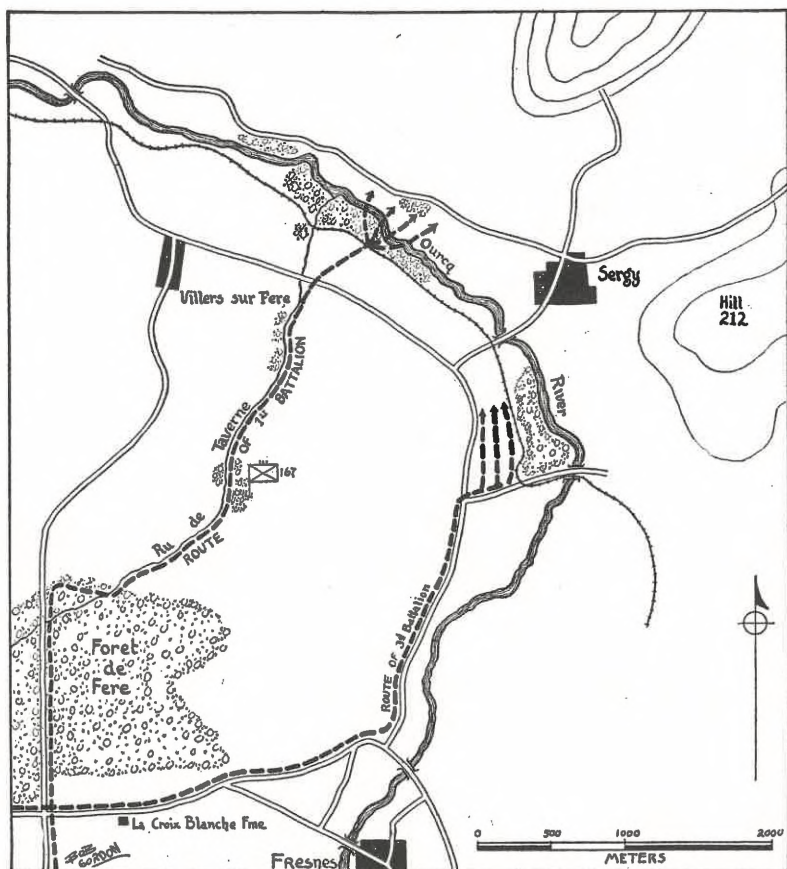 Ourcq
Sergy
Villers sur Fere
Hill
212
River
Ru de Taverne
ROUTE OF 1st BATTALION
167
ROUTE OF 3d Battalion
Foret
de
Fere
La Croix Blanche Fme
BOB
GORDON
FRESNES
0 500 1000 2000
METERS